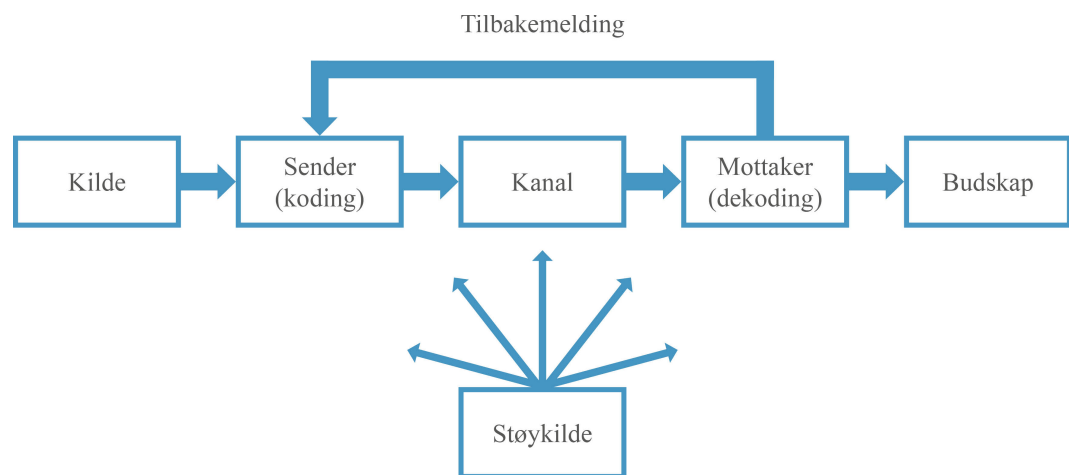 Tilbakemelding
Kilde
Sender
(koding)
Kanal
Mottaker
(dekoding)
Budskap
Støykilde